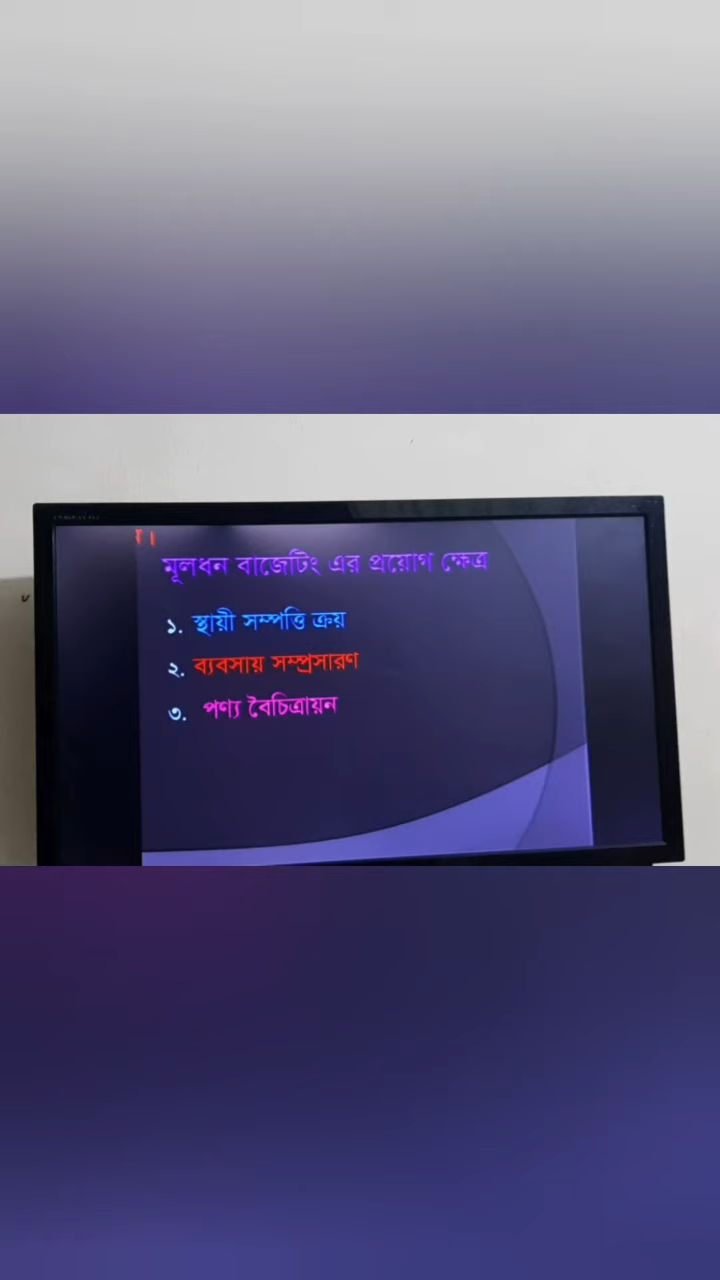 মূলধন বাজেটিং এর প্রয়োগ ক্ষেত্র
১. স্থায়ী সম্পত্তি ক্রয়
২. ব্যবসায় সম্প্রসারণ
৩. পণ্য বৈচিত্রায়ন